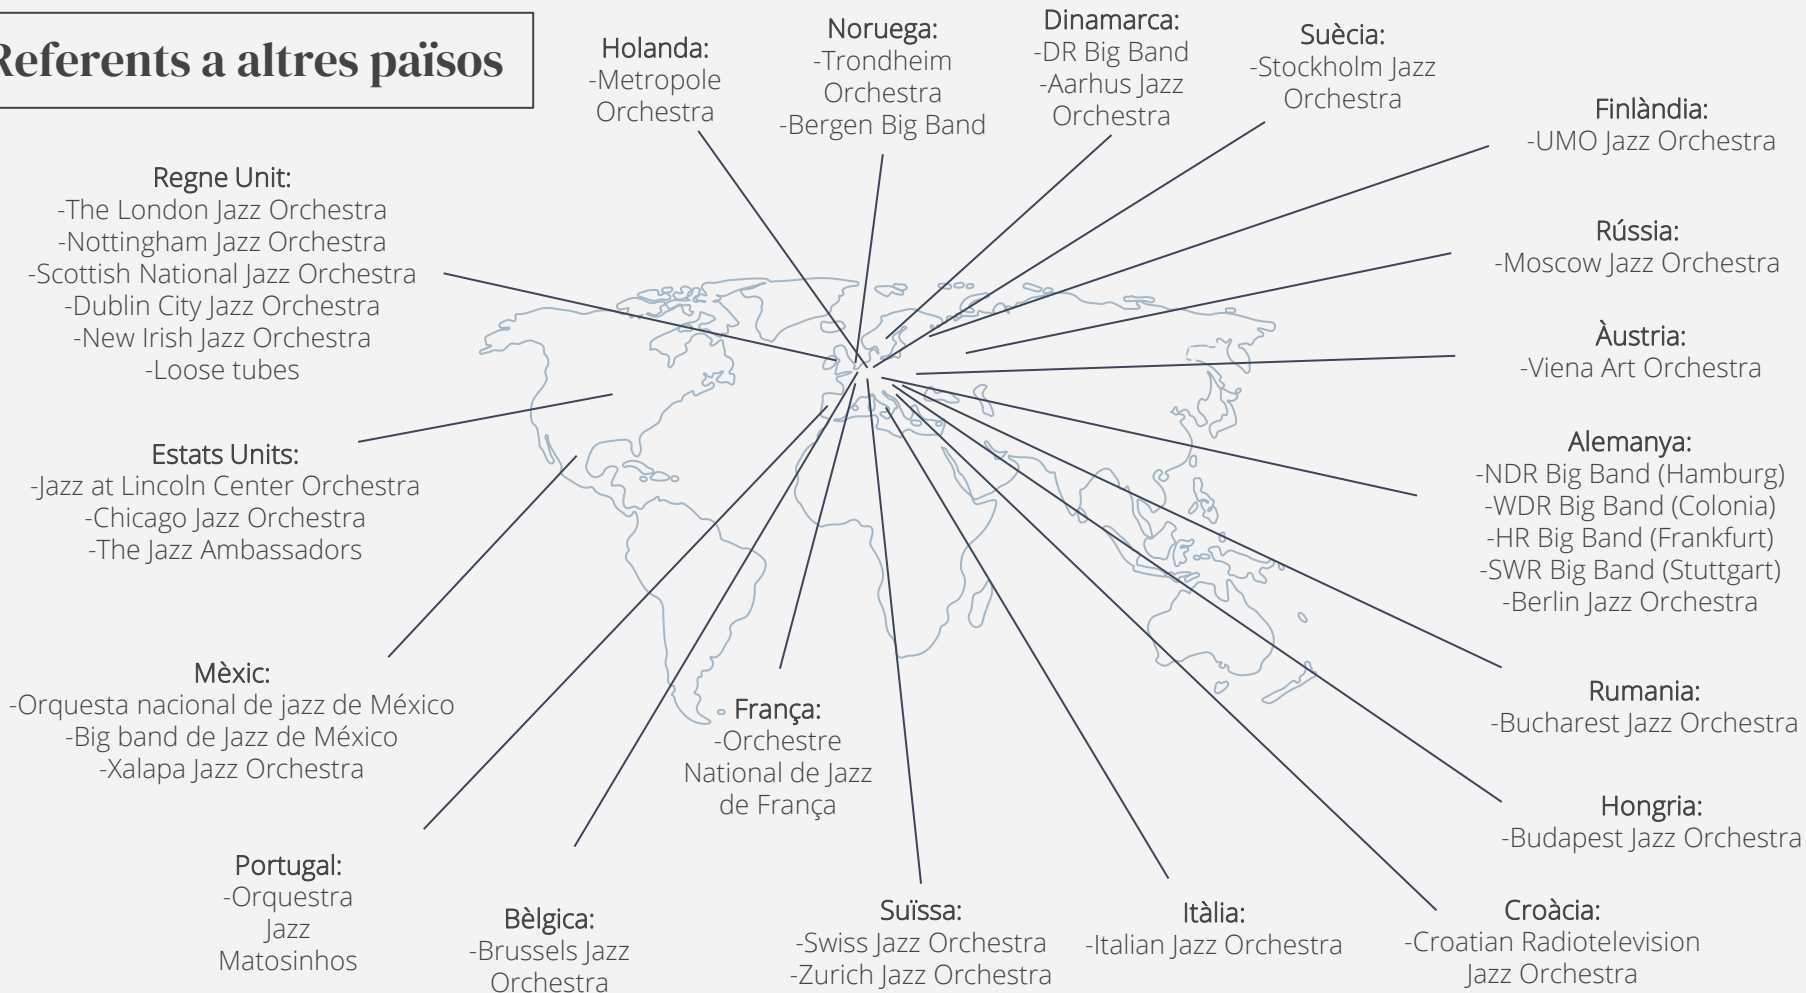 Referents a altres països
Holanda:
-Metropole
Orchestra
Noruega:
-Trondheim
Orchestra
-Bergen Big Band
Dinamarca:
-DR Big Band
-Aarhus Jazz
Orchestra
Suècia:
-Stockholm Jazz
Orchestra
Finlàndia:
-UMO Jazz Orchestra
Regne Unit:
-The London Jazz Orchestra
-Nottingham Jazz Orchestra
-Scottish National Jazz Orchestra
-Dublin City Jazz Orchestra
-New Irish Jazz Orchestra
-Loose tubes
Rússia:
-Moscow Jazz Orchestra
Àustria:
-Viena Art Orchestra
Estats Units:
-Jazz at Lincoln Center Orchestra
-Chicago Jazz Orchestra
-The Jazz Ambassadors
Alemanya:
-NDR Big Band (Hamburg)
-WDR Big Band (Colonia)
-HR Big Band (Frankfurt)
-SWR Big Band (Stuttgart)
-Berlin Jazz Orchestra
Mèxic:
-Orquesta nacional de jazz de México
-Big band de Jazz de México
-Xalapa Jazz Orchestra
França:
-Orchestre
National de Jazz
de França
Rumania:
-Bucharest Jazz Orchestra
Hongria:
-Budapest Jazz Orchestra
Portugal:
-Orquestra
Jazz
Matosinhos
Bèlgica:
-Brussels Jazz
Orchestra
Suïssa:
-Swiss Jazz Orchestra
-Zurich Jazz Orchestra
Itàlia:
-Italian Jazz Orchestra
Croàcia:
-Croatian Radiotelevision
Jazz Orchestra